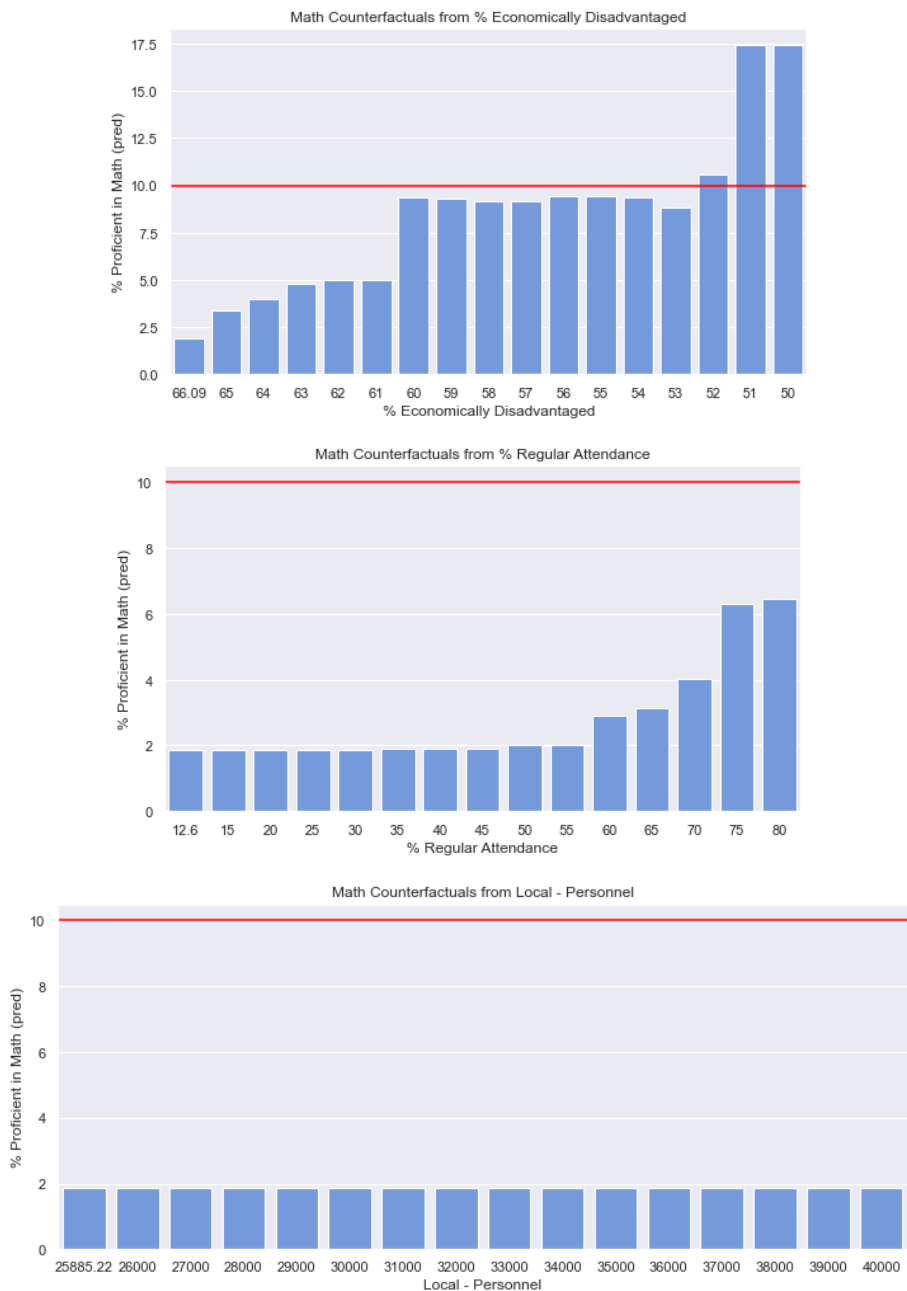 Math Counterfactuals from % Economically Disadvantaged
17.5
15.0
12.5
10.0
7.5
5.0
2.5
0.0
% Proficient in Math (pred)
66.09 65 64 63 62 61 60 59 58 57 56 55 54 53 52 51 50
% Economically Disadvantaged
Math Counterfactuals from % Regular Attendance
10
8
6
4
2
0
% Proficient in Math (pred)
12.6 15 20 25 30 35 40 45 50 55 60 65 70 75 80
% Regular Attendance
Math Counterfactuals from Local - Personnel
10
8
6
4
2
0
% Proficient in Math (pred)
25885.22 26000 27000 28000 29000 30000 31000 32000 33000 34000 35000 36000 37000 38000 39000 40000
Local - Personnel